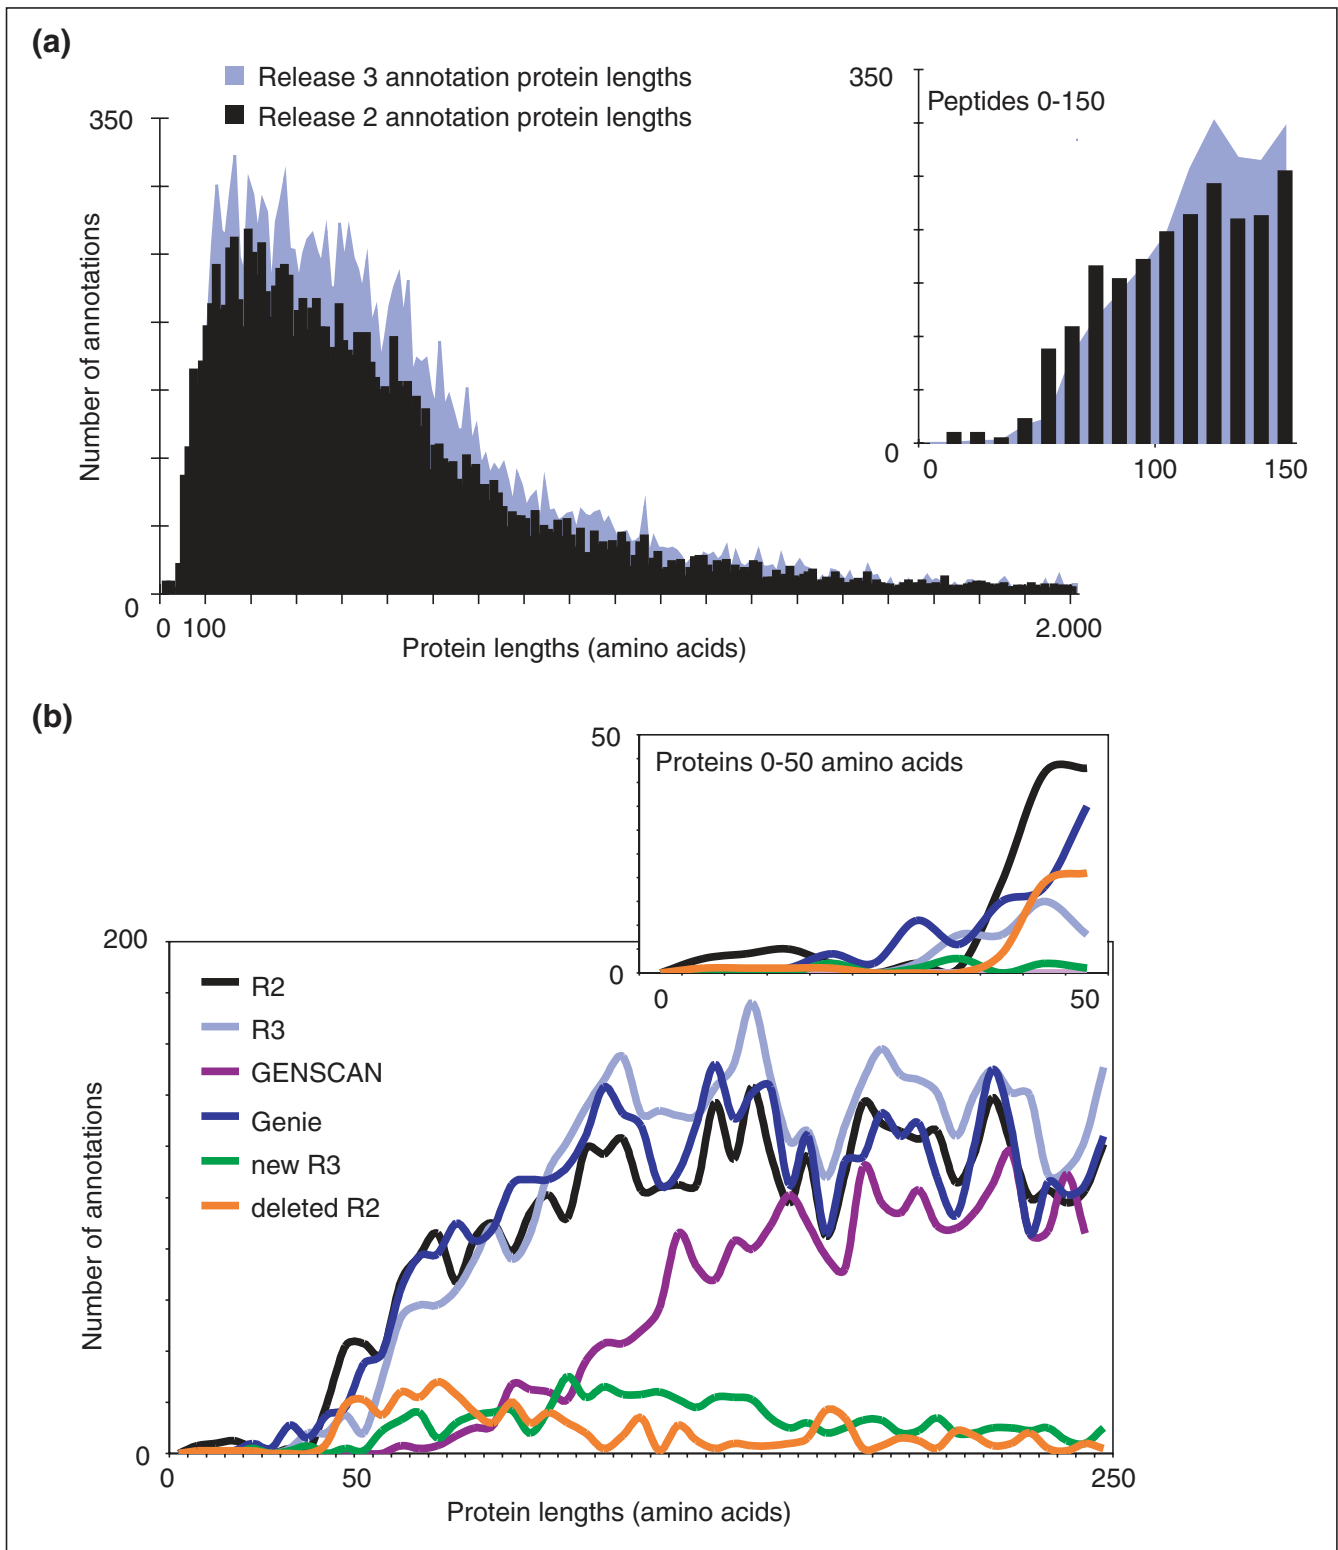 (a)
Release 3 annotation protein lengths
Release 2 annotation protein lengths
350
Number of annotations
0
0 100
2.000
Protein lengths (amino acids)
350
Peptides 0-150
0
0
100
150
(b)
50
Proteins 0-50 amino acids
0
0
50
200
R2
R3
GENSCAN
Genie
new R3
deleted R2
Number of annotations
0
0
50
250
Protein lengths (amino acids)